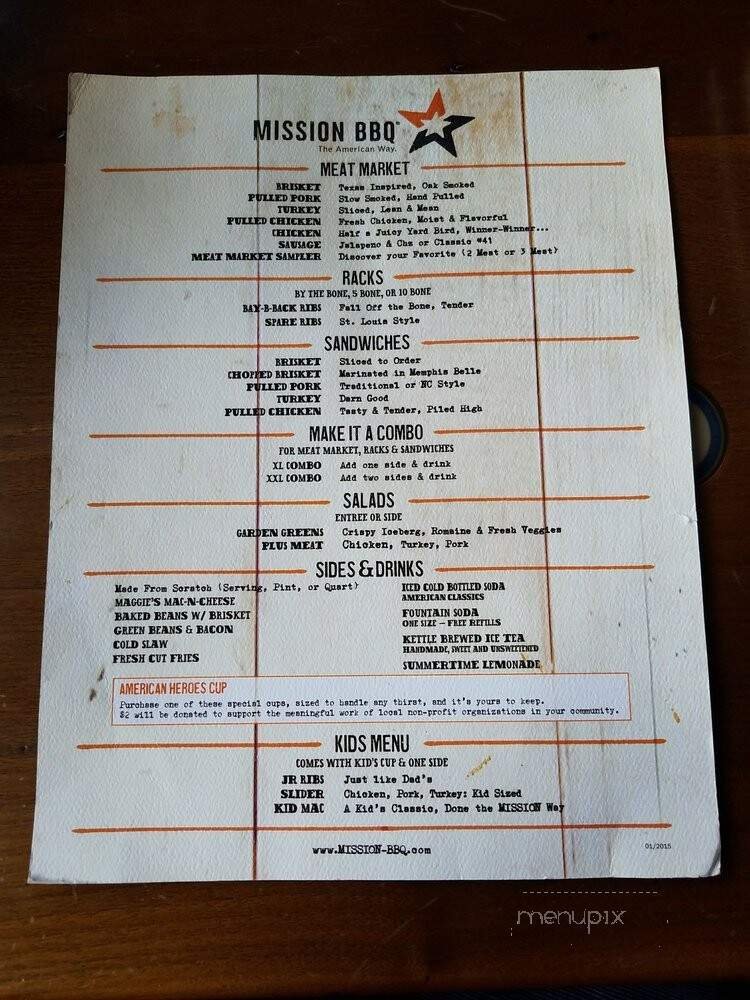 MISSION BBQ™
The American Way.
MEAT MARKET
BRISKET Texas Inspired, Oak Smoked
PULLED PORK Slow Smoked, Hand Pulled
TURKEY Sliced, Lean & Mean
PULLED CHICKEN Fresh Chicken, Moist & Flavorful
CHICKEN Half a Juicy Yard Bird, Winner-Winner...
SAUSAGE Jalapeno & Chz or Classic #41
MEAT MARKET SAMPLER Discover your Favorite (2 Meat or 3 Meat)
RACKS
BY THE BONE, 5 BONE, OR 10 BONE
BAY-B-BACK RIBS Fall Off the Bone, Tender
SPARE RIBS St. Louis Style
SANDWICHES
BRISKET Sliced to Order
CHOPPED BRISKET Marinated in Memphis Belle
PULLED PORK Traditional or NC Style
TURKEY Darn Good
PULLED CHICKEN Tasty & Tender, Piled High
MAKE IT A COMBO
FOR MEAT MARKET, RACKS & SANDWICHES
XL COMBO Add one side & drink
XXL COMBO Add two sides & drink
SALADS
ENTREE OR SIDE
GARDEN GREENS Crispy Iceberg, Romaine & Fresh Veggies
PLUS MEAT Chicken, Turkey, Pork
SIDES & DRINKS
Made From Scratch (Serving, Pint, or Quart)
MAGGIE'S MAC-N-CHEESE
BAKED BEANS W/ BRISKET
GREEN BEANS & BACON
COLD SLAW
FRESH CUT FRIES
ICED COLD BOTTLED SODA
AMERICAN CLASSICS
FOUNTAIN SODA
ONE SIZE – FREE REFILLS
KETTLE BREWED ICE TEA
HANDMADE, SWEET AND UNSWEETENED
SUMMERTIME LEMONADE
AMERICAN HEROES CUP
Purchase one of these special cups, sized to handle any thirst, and it's yours to keep.
$2 will be donated to support the meaningful work of local non-profit organizations in your community.
KIDS MENU
COMES WITH KID'S CUP & ONE SIDE
JR RIBS Just like Dad's
SLIDER Chicken, Pork, Turkey: Kid Sized
KID MAC A Kid's Classic, Done the MISSION Way
www.MISSION-BBQ.com
01/2015
menupix